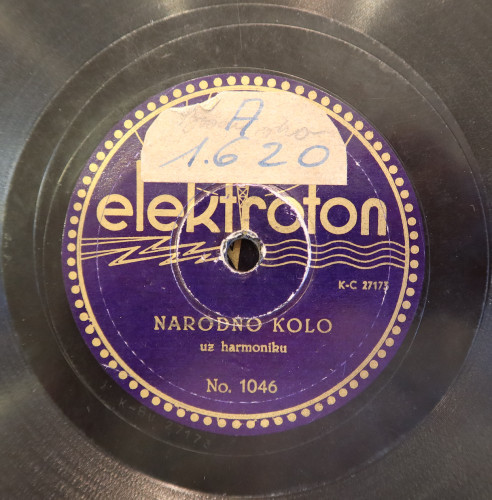 A
1.620
elektroton
K-C 27173
NARODNO KOLO
uz harmoniku
No. 1046